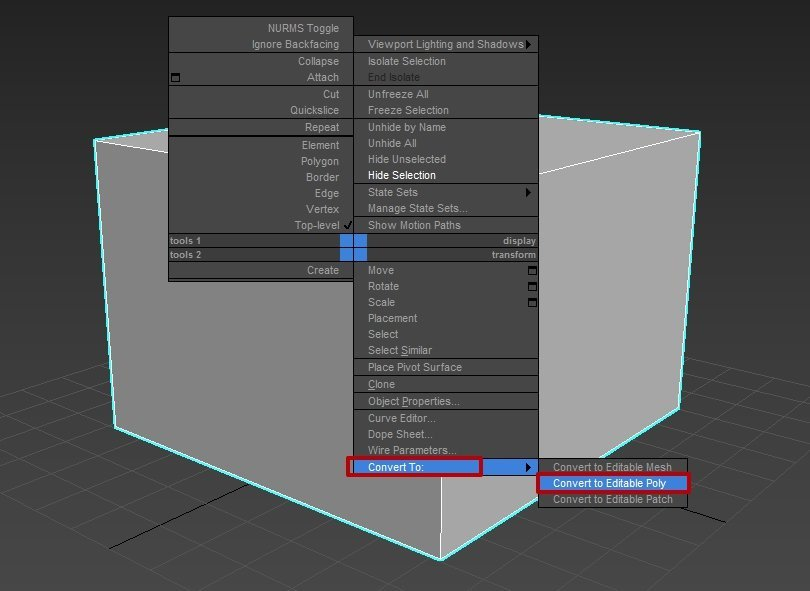 NURMS Toggle
Ignore Backfacing
Collapse
Attach
Cut
Quickslice
Repeat
Element
Polygon
Border
Edge
Vertex
Top-level
tools 1
tools 2
Create
Viewport Lighting and Shadows
Isolate Selection
End Isolate
Unfreeze All
Freeze Selection
Unhide by Name
Unhide All
Hide Unselected
Hide Selection
State Sets
Manage State Sets...
Show Motion Paths
display
transform
Move
Rotate
Scale
Placement
Select
Select Similar
Place Pivot Surface
Clone
Object Properties...
Curve Editor...
Dope Sheet...
Wire Parameters...
Convert To:
Convert to Editable Mesh
Convert to Editable Poly
Convert to Editable Patch